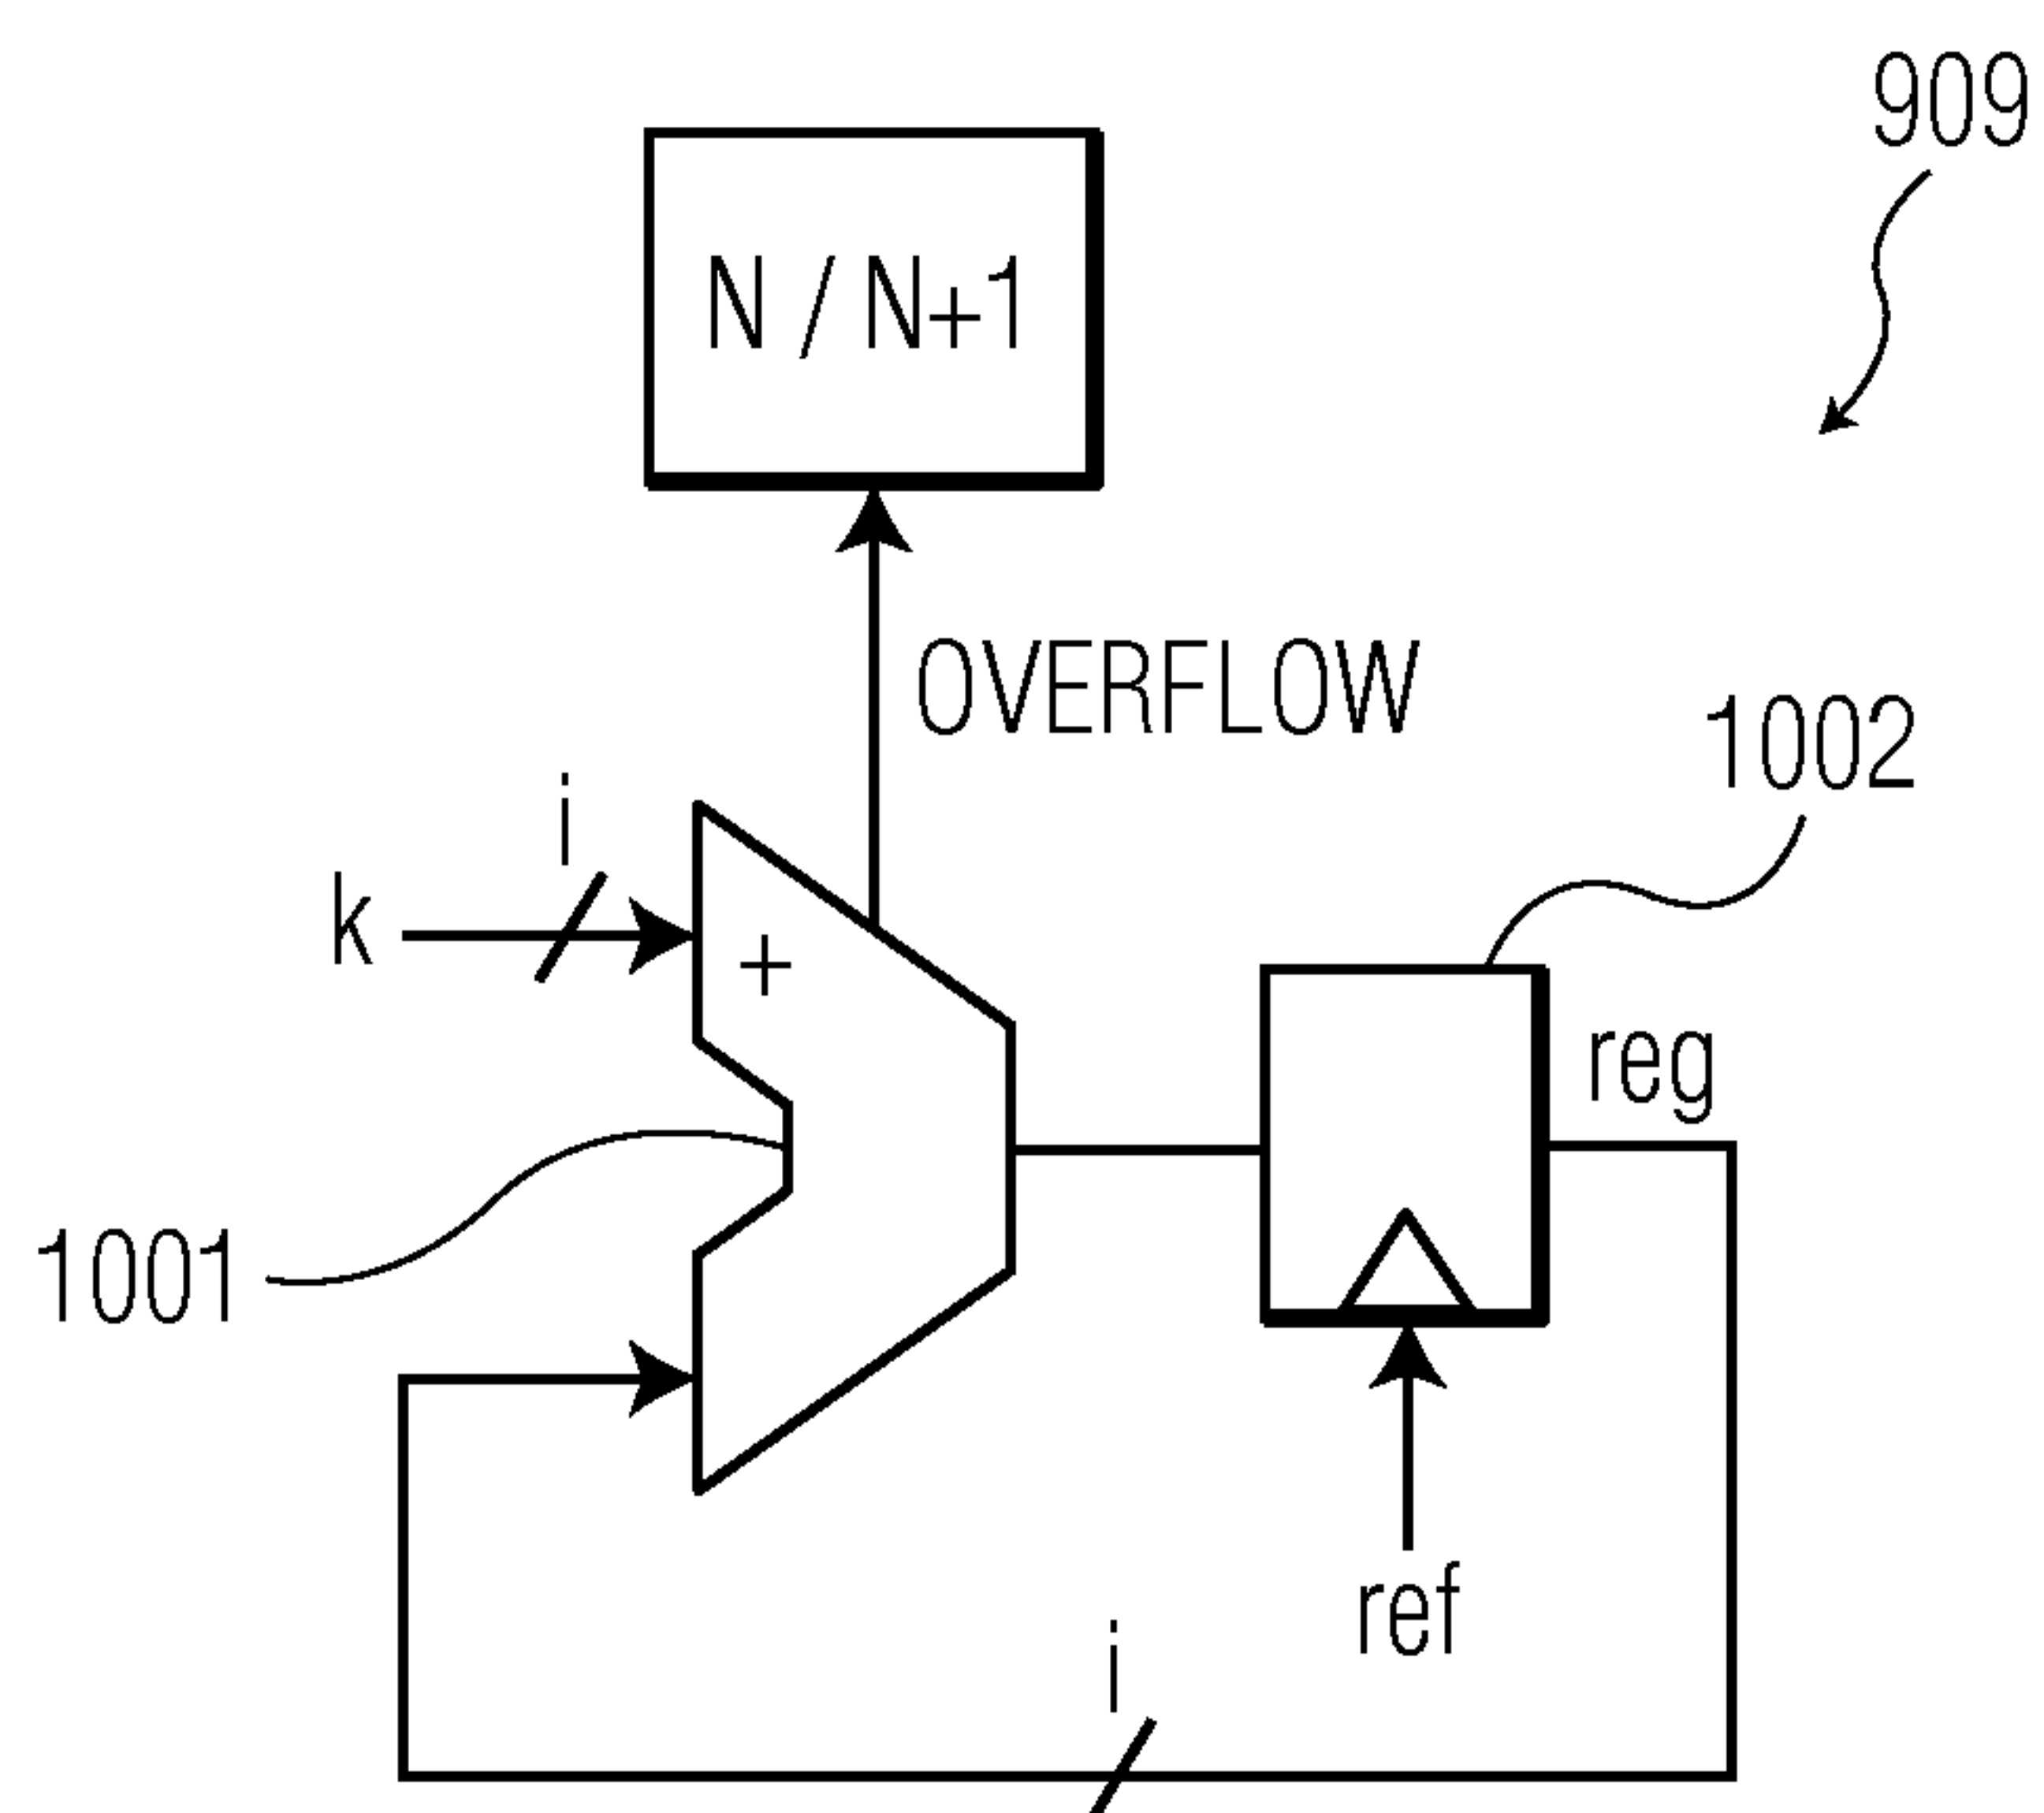 909
N / N+1
OVERFLOW
1002
i
k
+
reg
1001
ref
i